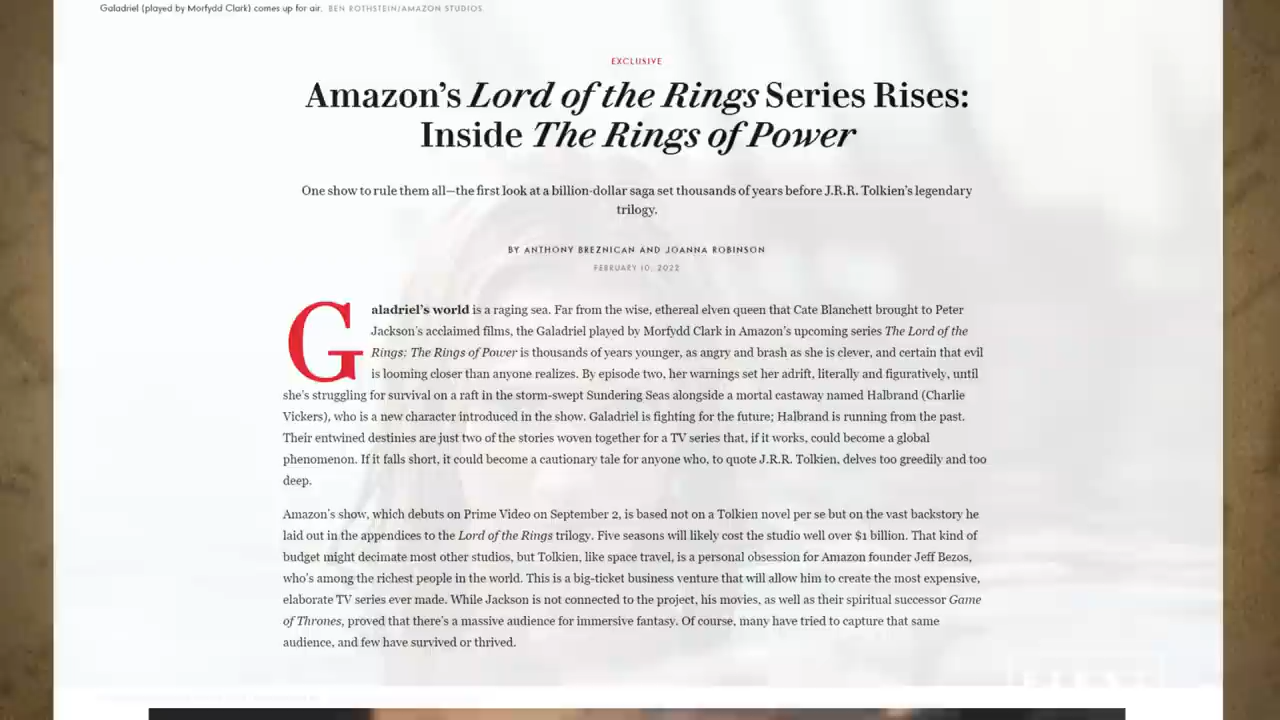 Galadriel (played by Morfydd Clark) comes up for air. BEN ROTHSTEIN/AMAZON STUDIOS.
EXCLUSIVE
Amazon’s Lord of the Rings Series Rises:
Inside The Rings of Power
One show to rule them all—the first look at a billion-dollar saga set thousands of years before J.R.R. Tolkien’s legendary
trilogy.
BY ANTHONY BREZNICAN AND JOANNA ROBINSON
FEBRUARY 10, 2022
Galadriel’s world is a raging sea. Far from the wise, ethereal elven queen that Cate Blanchett brought to Peter
Jackson’s acclaimed films, the Galadriel played by Morfydd Clark in Amazon’s upcoming series The Lord of the
Rings: The Rings of Power is thousands of years younger, as angry and brash as she is clever, and certain that evil
is looming closer than anyone realizes. By episode two, her warnings set her adrift, literally and figuratively, until
she’s struggling for survival on a raft in the storm-swept Sundering Seas alongside a mortal castaway named Halbrand (Charlie
Vickers), who is a new character introduced in the show. Galadriel is fighting for the future; Halbrand is running from the past.
Their entwined destinies are just two of the stories woven together for a TV series that, if it works, could become a global
phenomenon. If it falls short, it could become a cautionary tale for anyone who, to quote J.R.R. Tolkien, delves too greedily and too
deep.
Amazon’s show, which debuts on Prime Video on September 2, is based not on a Tolkien novel per se but on the vast backstory he
laid out in the appendices to the Lord of the Rings trilogy. Five seasons will likely cost the studio well over $1 billion. That kind of
budget might decimate most other studios, but Tolkien, like space travel, is a personal obsession for Amazon founder Jeff Bezos,
who’s among the richest people in the world. This is a big-ticket business venture that will allow him to create the most expensive,
elaborate TV series ever made. While Jackson is not connected to the project, his movies, as well as their spiritual successor Game
of Thrones, proved that there’s a massive audience for immersive fantasy. Of course, many have tried to capture that same
audience, and few have survived or thrived.